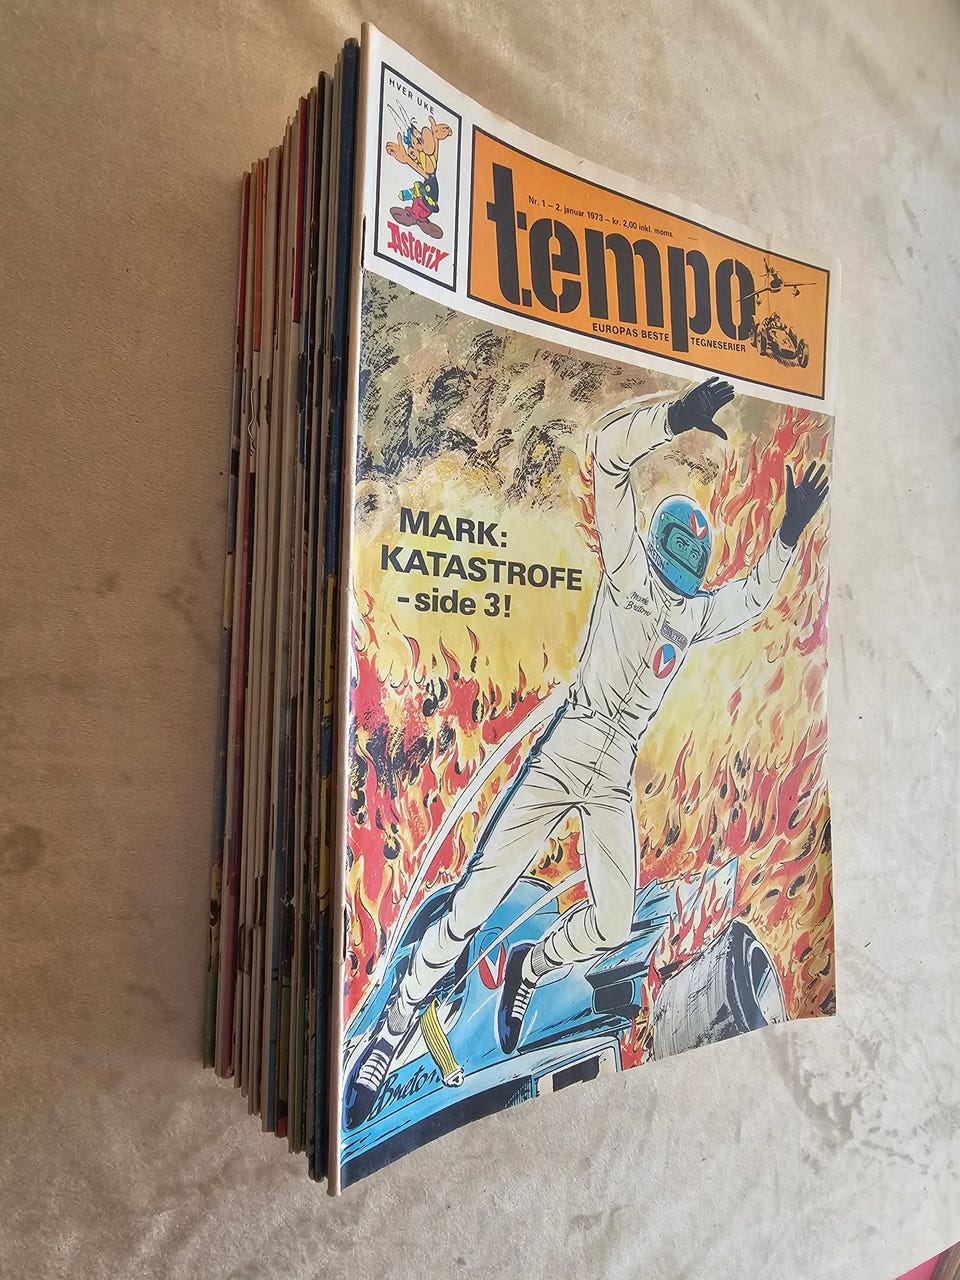 HVER UKE
Asterix
Nr. 1 – 2. januar 1973 – kr. 2,00 inkl. moms.
tempo
EUROPAS BESTE TEGNESERIER
MARK:
KATASTROFE
- side 3!
Breton